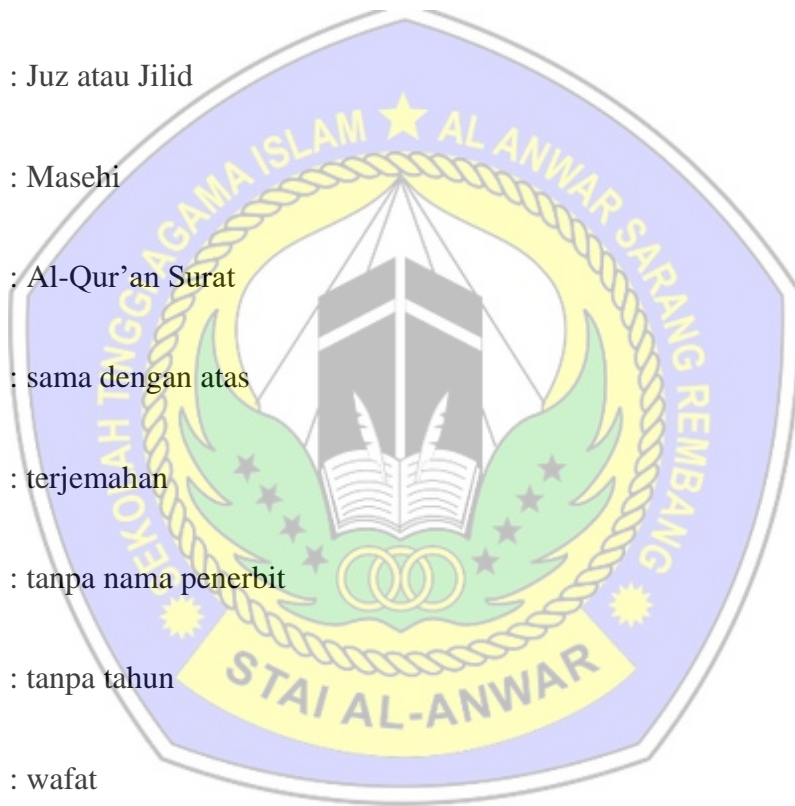 : Juz atau Jilid
: Masehi
: Al-Qur’an Surat
: sama dengan atas
: terjemahan
: tanpa nama penerbit
: tanpa tahun
: wafat
SEKOLAH TINGGI AGAMA ISLAM ★ AL ANWAR SARANG REMBANG
STAI AL-ANWAR